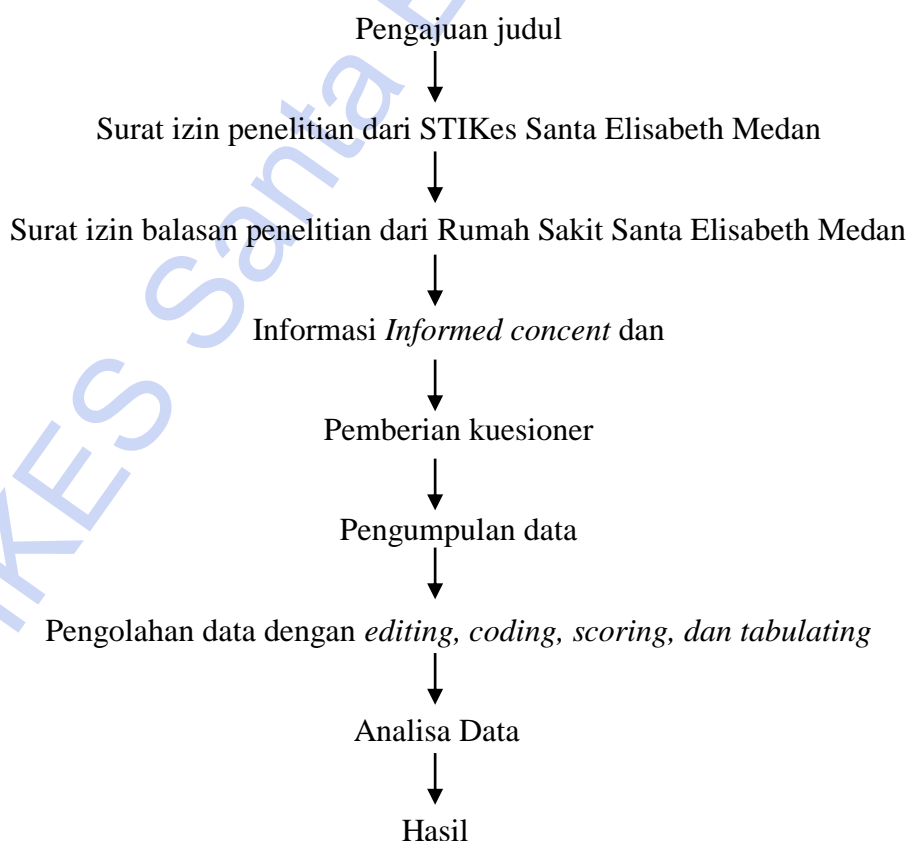 Pengajuan judul
Surat izin penelitian dari STIKes Santa Elisabeth Medan
Surat izin balasan penelitian dari Rumah Sakit Santa Elisabeth Medan
Informasi Informed concent dan
Pemberian kuesioner
Pengumpulan data
Pengolahan data dengan editing, coding, scoring, dan tabulating
Analisa Data
Hasil
IKES Santa E